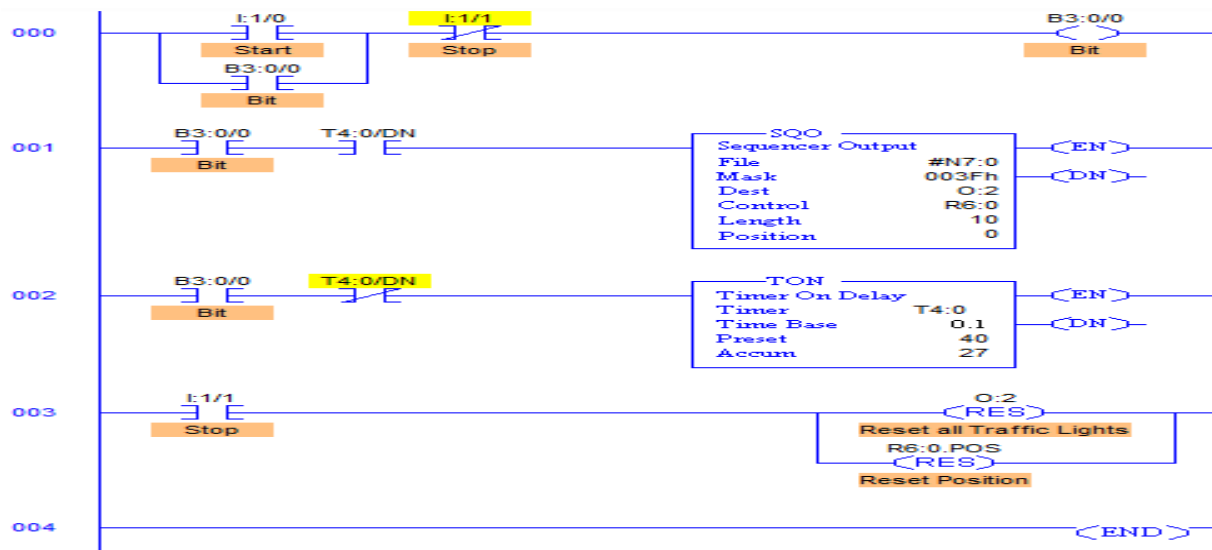 I:1/0 I:1/1 B3:0/0
000
Start Stop Bit
B3:0/0
Bit
B3:0/0 T4:0/DN SQO
001 Sequencer Output EN
Bit File #N7:0
Mask 003Fh DN
Dest O:2
Control R6:0
Length 10
Position 0
B3:0/0 T4:0/DN TON
002 Timer On Delay EN
Bit Timer T4:0
Time Base 0.1 DN
Preset 40
Accum 27
I:1/1 O:2
003 RES
Stop Reset all Traffic Lights
R6:0.POS
RES
Reset Position
004 END